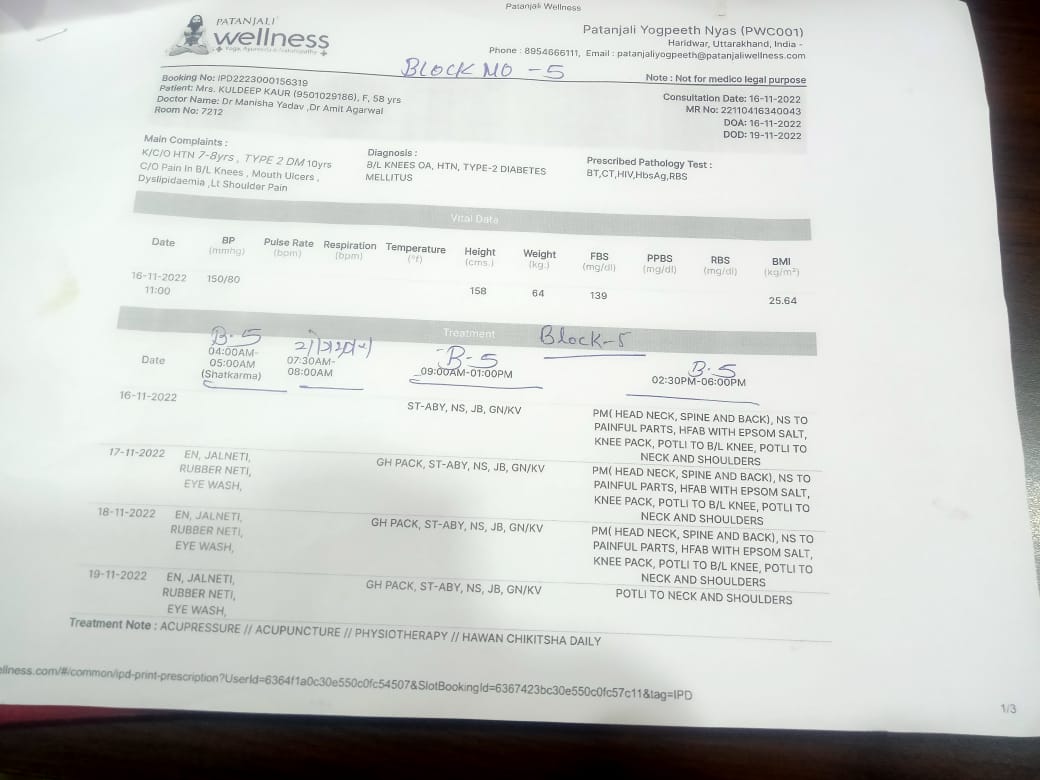 Patanjali Wellness
PATANJALI
wellness
Yoga, Ayurveda & Naturopathy
Patanjali Yogpeeth Nyas (PWC001)
Haridwar, Uttarakhand, India -
Phone : 8954666111, Email : patanjaliyogpeeth@patanjaliwellness.com
BLOCK NO - 5
Note : Not for medico legal purpose
Booking No: IPD2223000156319
Patient: Mrs. KULDEEP KAUR (9501029186), F, 58 yrs
Doctor Name: Dr Manisha Yadav ,Dr Amit Agarwal
Room No: 7212
Consultation Date: 16-11-2022
MR No: 22110416340043
DOA: 16-11-2022
DOD: 19-11-2022
Main Complaints :
K/C/O HTN 7-8yrs , TYPE 2 DM 10yrs
C/O Pain In B/L Knees , Mouth Ulcers ,
Dyslipidaemia ,Lt Shoulder Pain
Diagnosis :
B/L KNEES OA, HTN, TYPE-2 DIABETES
MELLITUS
Prescribed Pathology Test :
BT,CT,HIV,HbsAg,RBS
Vital Data
Date BP (mmhg) Pulse Rate (bpm) Respiration (bpm) Temperature (°f) Height (cms.) Weight (kg.) FBS (mg/dl) PPBS (mg/dl) RBS (mg/dl) BMI (kg/m²)
16-11-2022 11:00 150/80 158 64 139 25.64
Treatment
B-5 B-5 Block-5 B-5
Date 04:00AM-05:00AM (Shatkarma) 07:30AM-08:00AM 09:00AM-01:00PM 02:30PM-06:00PM
16-11-2022 ST-ABY, NS, JB, GN/KV
PM( HEAD NECK, SPINE AND BACK), NS TO
PAINFUL PARTS, HFAB WITH EPSOM SALT,
KNEE PACK, POTLI TO B/L KNEE, POTLI TO
NECK AND SHOULDERS
17-11-2022 EN, JALNETI,
RUBBER NETI,
EYE WASH,
GH PACK, ST-ABY, NS, JB, GN/KV
PM( HEAD NECK, SPINE AND BACK), NS TO
PAINFUL PARTS, HFAB WITH EPSOM SALT,
KNEE PACK, POTLI TO B/L KNEE, POTLI TO
NECK AND SHOULDERS
18-11-2022 EN, JALNETI,
RUBBER NETI,
EYE WASH,
GH PACK, ST-ABY, NS, JB, GN/KV
PM( HEAD NECK, SPINE AND BACK), NS TO
PAINFUL PARTS, HFAB WITH EPSOM SALT,
KNEE PACK, POTLI TO B/L KNEE, POTLI TO
NECK AND SHOULDERS
19-11-2022 EN, JALNETI,
RUBBER NETI,
EYE WASH,
GH PACK, ST-ABY, NS, JB, GN/KV
POTLI TO NECK AND SHOULDERS
Treatment Note : ACUPRESSURE // ACUPUNCTURE // PHYSIOTHERAPY // HAWAN CHIKITSHA DAILY
ellness.com/#/common/ipd-print-prescription?UserId=6364f1a0c30e550c0fc54507&SlotBookingId=6367423bc30e550c0fc57c11&tag=IPD
1/3